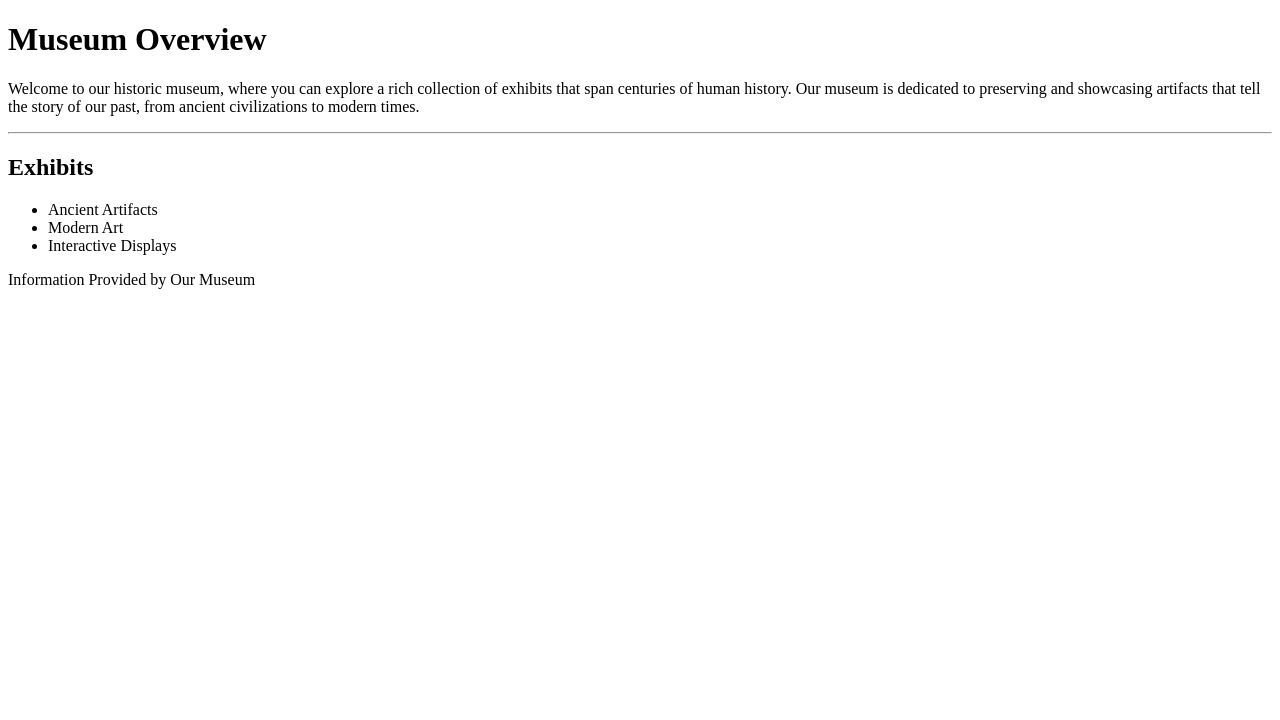 Museum Overview
Welcome to our historic museum, where you can explore a rich collection of exhibits that span centuries of human history. Our museum is dedicated to preserving and showcasing artifacts that tell
the story of our past, from ancient civilizations to modern times.
Exhibits
Ancient Artifacts
Modern Art
Interactive Displays
Information Provided by Our Museum